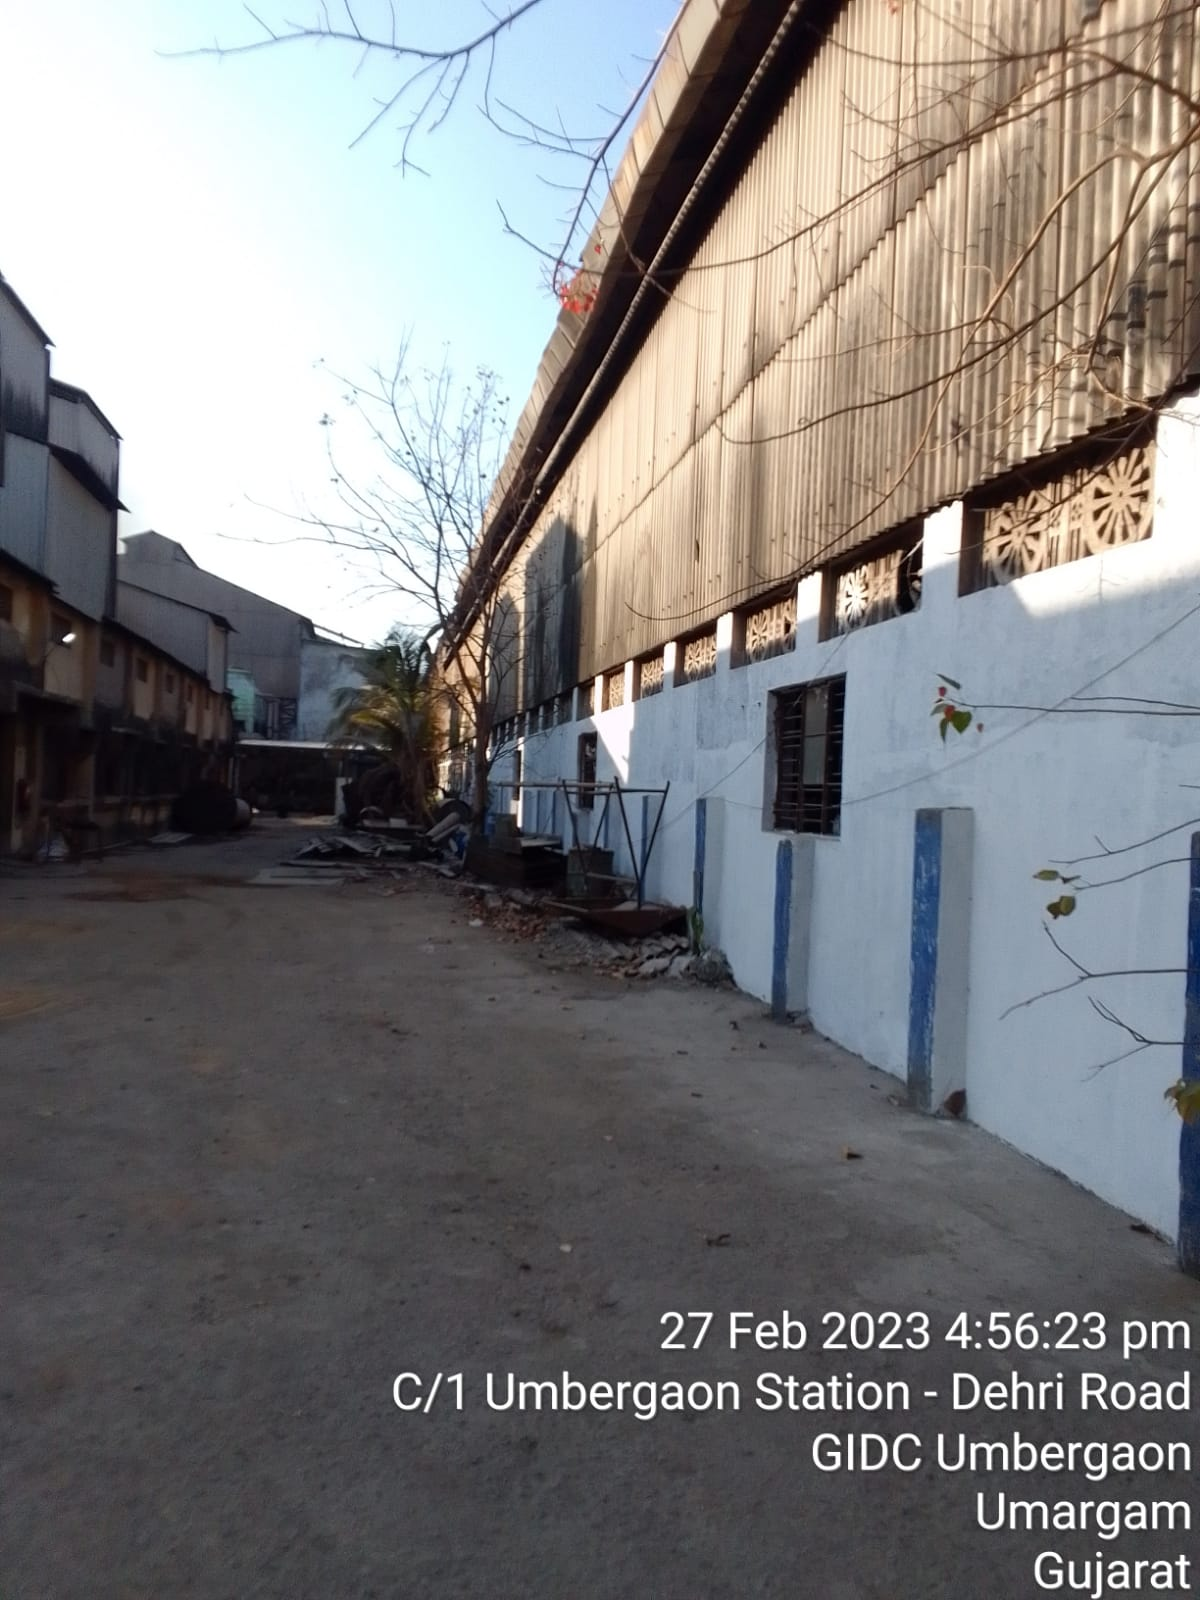 27 Feb 2023 4:56:23 pm
C/1 Umbergaon Station - Dehri Road
GIDC Umbergaon
Umargam
Gujarat